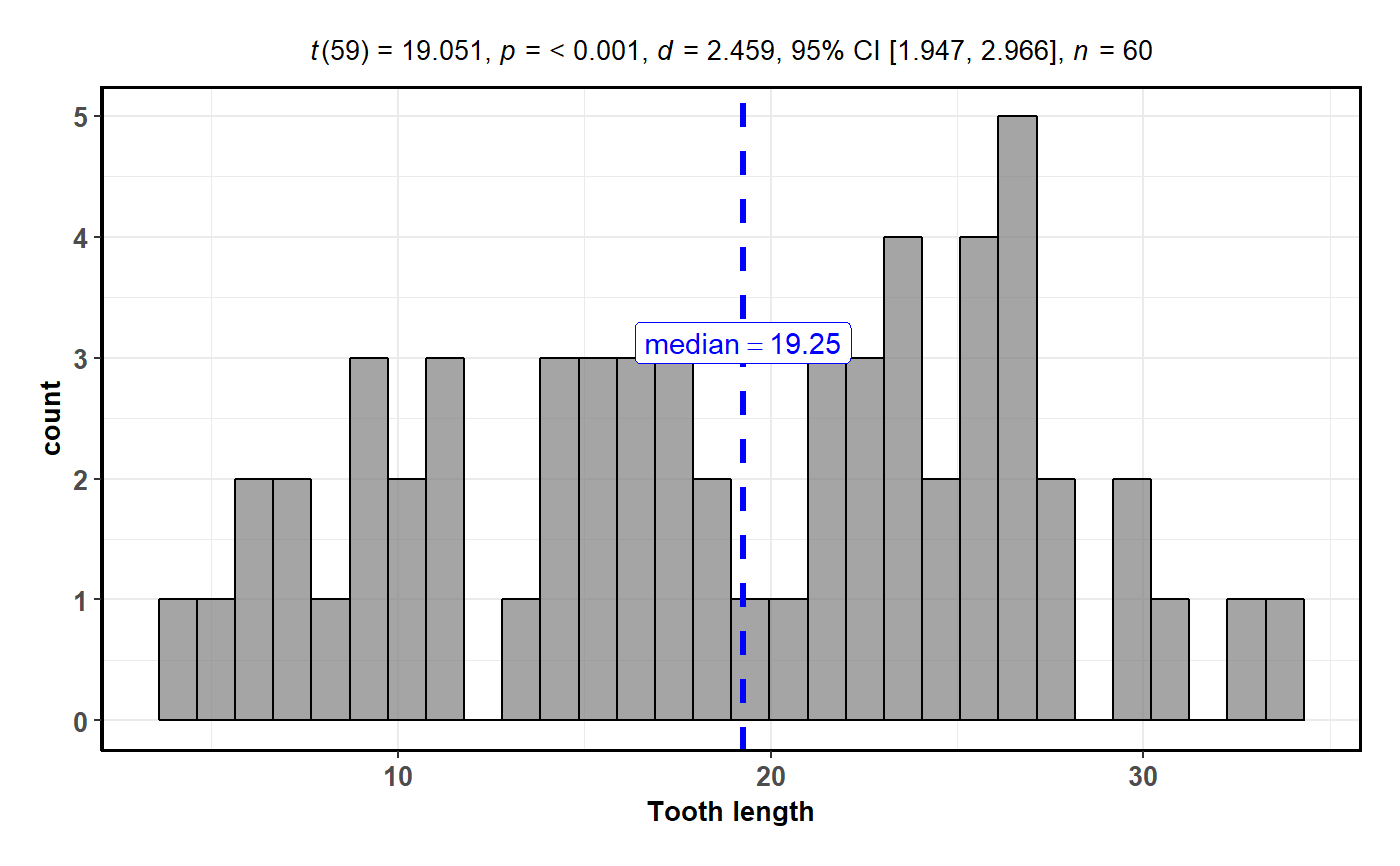 t(59) = 19.051, p = < 0.001, d = 2.459, 95% CI [1.947, 2.966], n = 60
5
4
3
2
1
0
count
median = 19.25
10 20 30
Tooth length